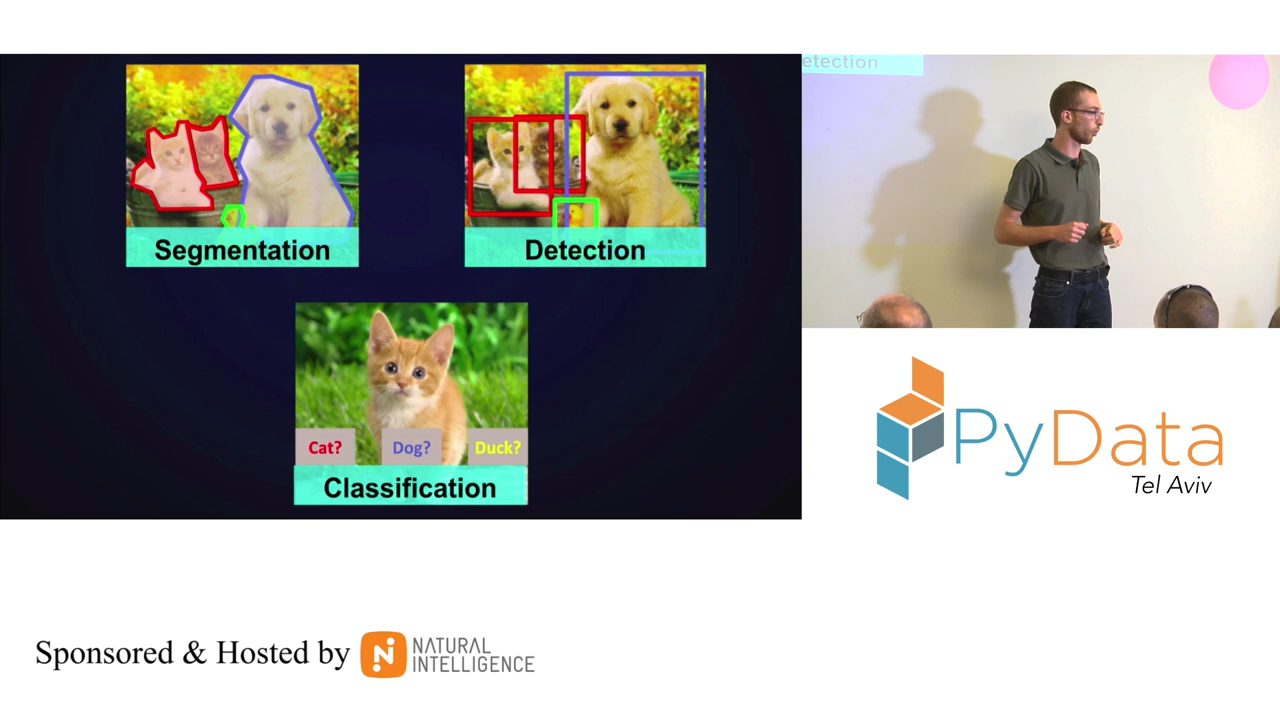 Segmentation
Detection
Cat?
Dog?
Duck?
Classification
etection
PyData
Tel Aviv
Sponsored & Hosted by
NATURAL
INTELLIGENCE